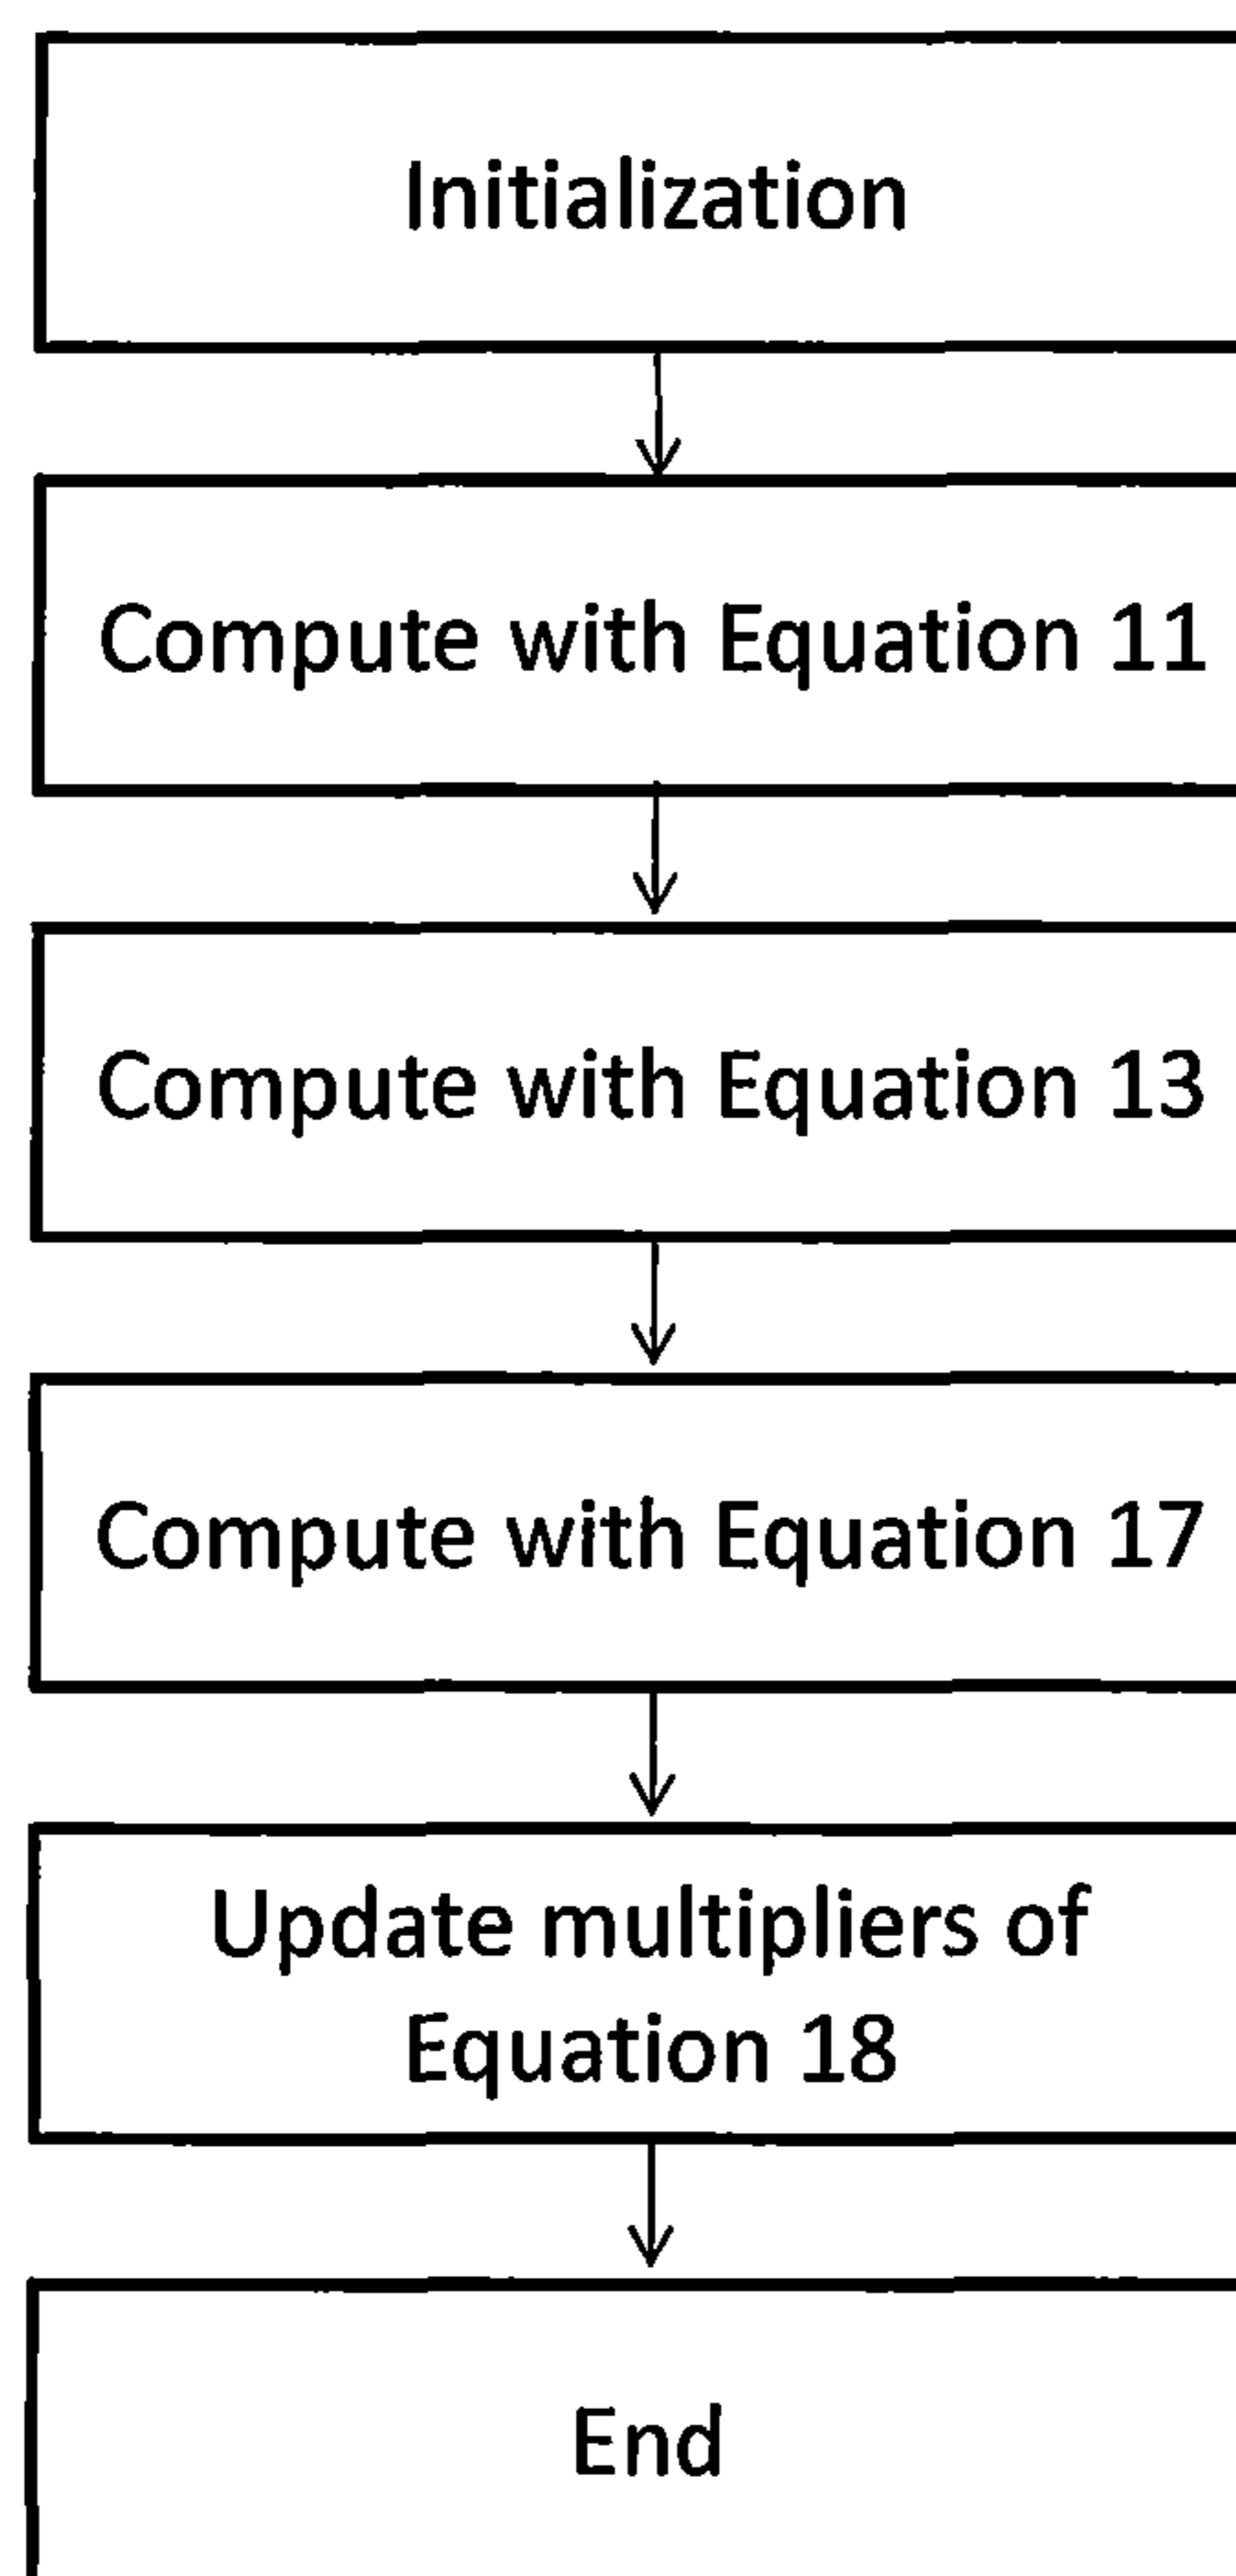 Initialization
Compute with Equation 11
Compute with Equation 13
Compute with Equation 17
Update multipliers of
Equation 18
End